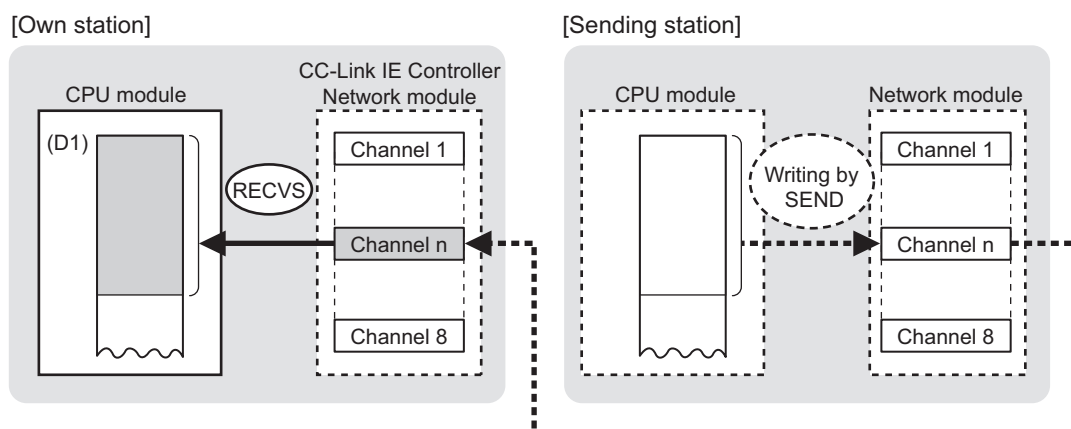 [Own station]
CPU module
CC-Link IE Controller
Network module
(D1)
RECVS
Channel 1
Channel n
Channel 8
[Sending station]
CPU module
Network module
Writing by
SEND
Channel 1
Channel n
Channel 8